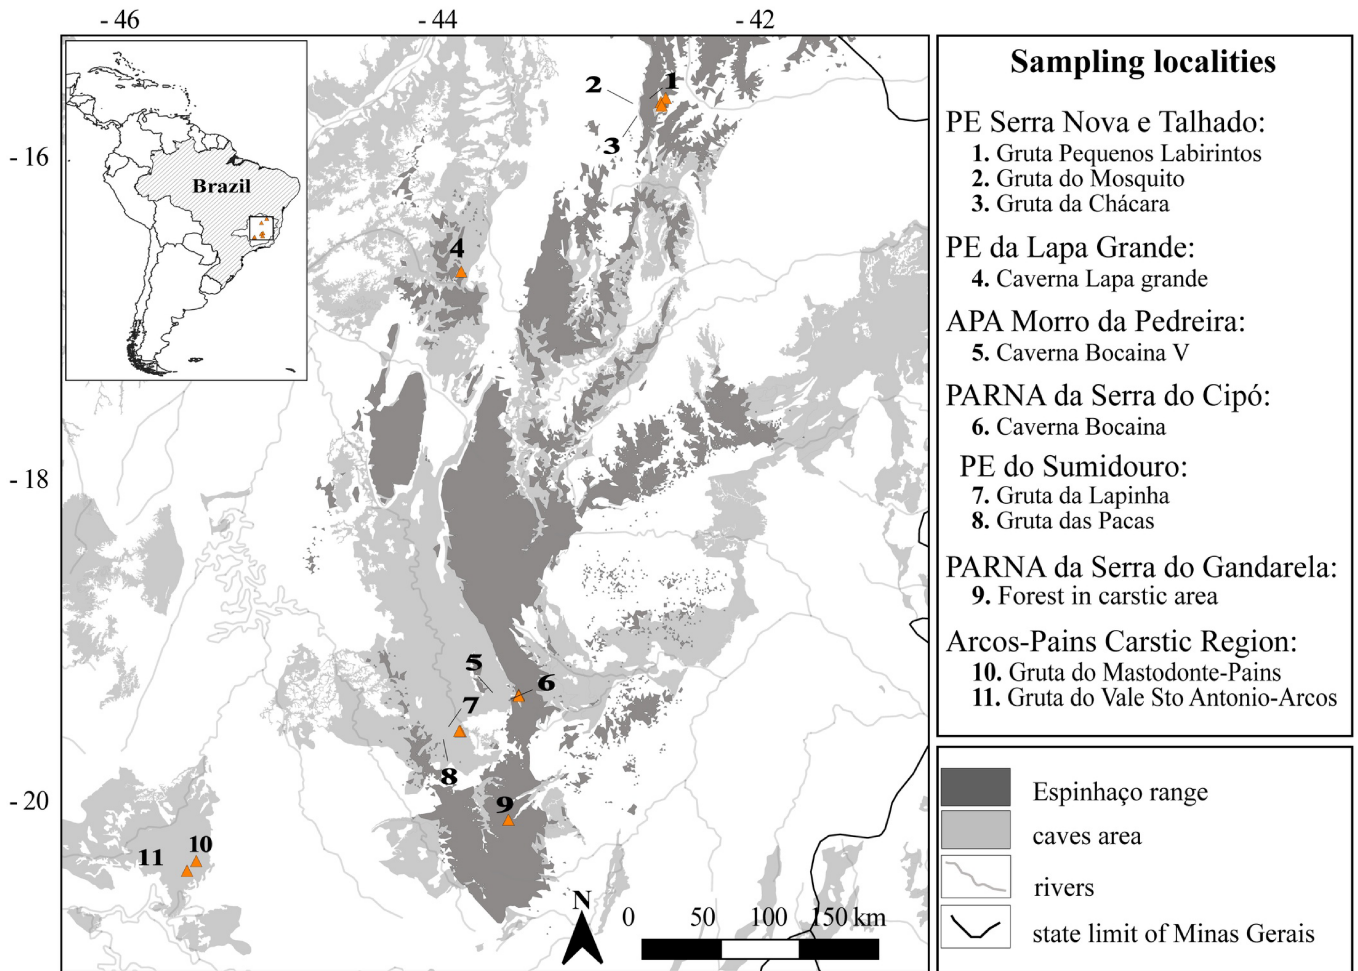 - 46
- 44
- 42
- 16
- 18
- 20
Brazil
1
2
3
4
5
6
7
8
9
10
11
N
0 50 100 150 km
Sampling localities
PE Serra Nova e Talhado:
1. Gruta Pequenos Labirintos
2. Gruta do Mosquito
3. Gruta da Chácara
PE da Lapa Grande:
4. Caverna Lapa grande
APA Morro da Pedreira:
5. Caverna Bocaina V
PARNA da Serra do Cipó:
6. Caverna Bocaina
PE do Sumidouro:
7. Gruta da Lapinha
8. Gruta das Pacas
PARNA da Serra do Gandarela:
9. Forest in carstic area
Arcos-Pains Carstic Region:
10. Gruta do Mastodonte-Pains
11. Gruta do Vale Sto Antonio-Arcos
Espinhaço range
caves area
rivers
state limit of Minas Gerais